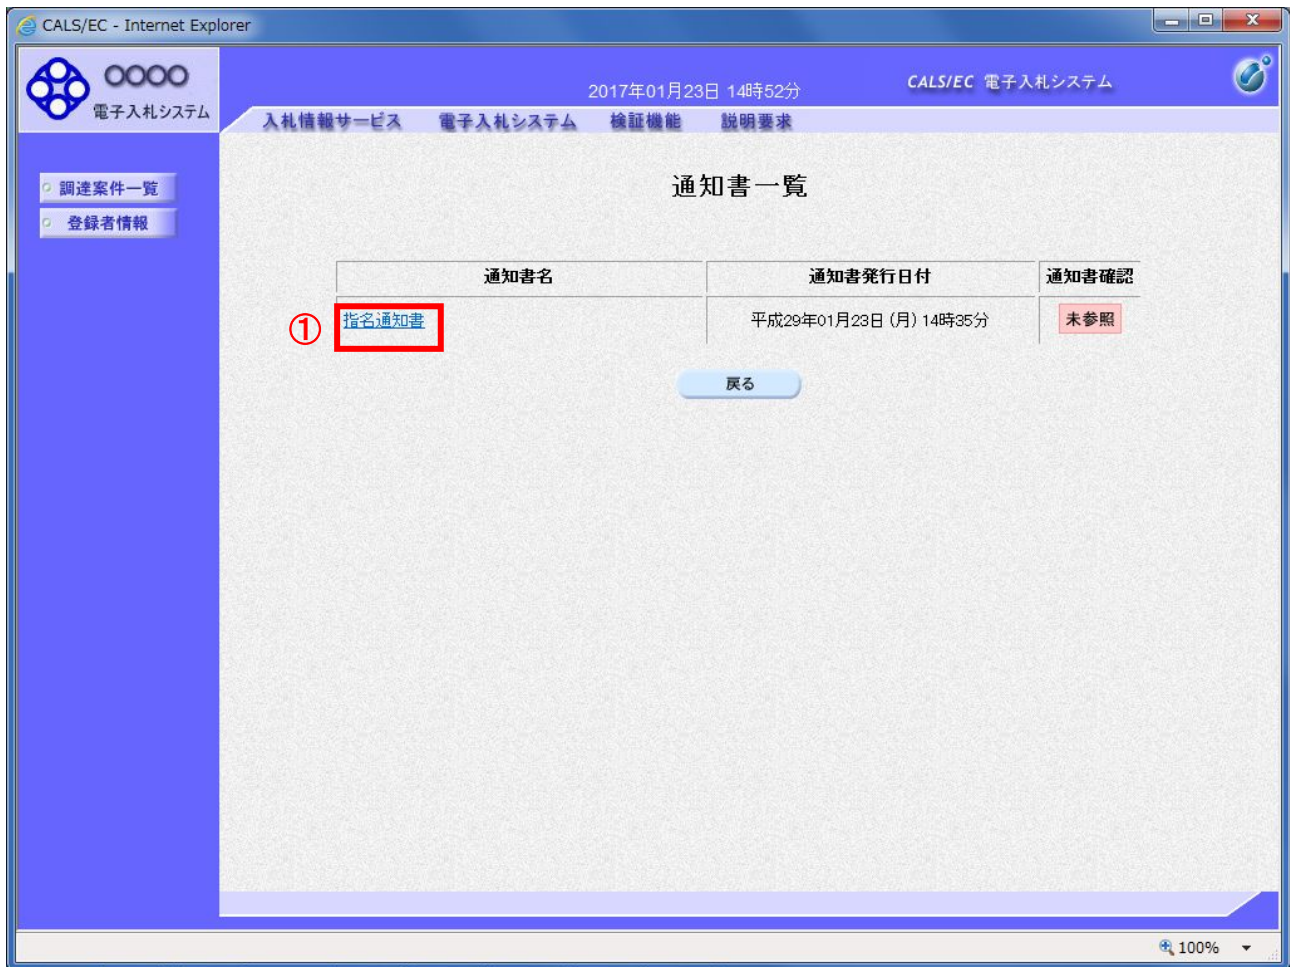 CALS/EC - Internet Explorer
〇〇〇〇
電子入札システム
2017年01月23日 14時52分
CALS/EC 電子入札システム
入札情報サービス 電子入札システム 検証機能 説明要求
調達案件一覧
登録者情報
通知書一覧
通知書名 通知書発行日付 通知書確認
① 指名通知書 平成29年01月23日(月) 14時35分 未参照
戻る
100%